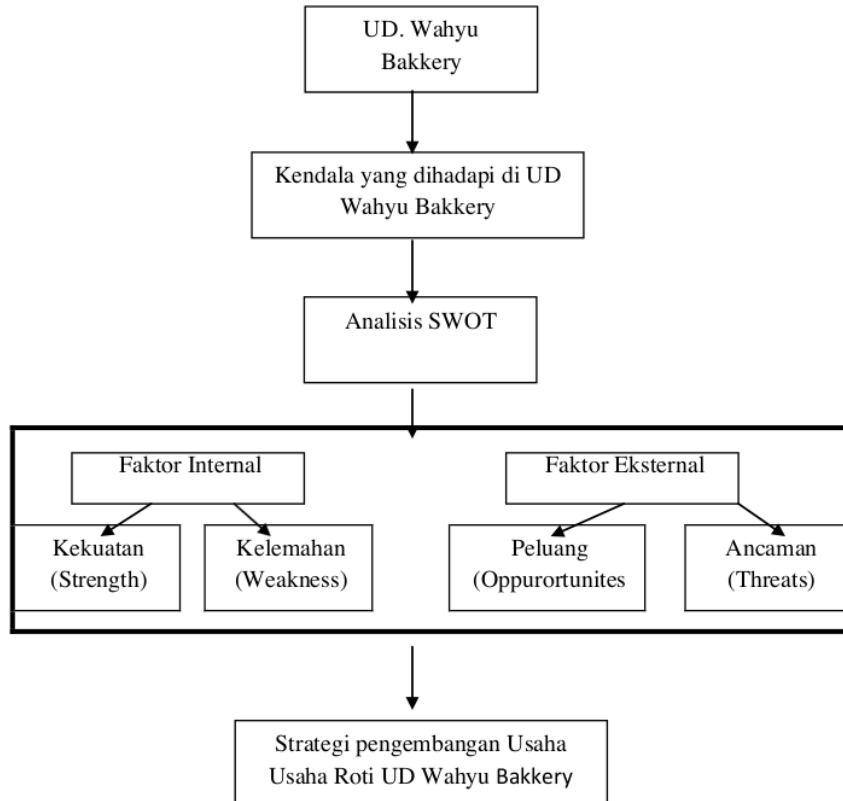 UD. Wahyu
Bakkery
Kendala yang dihadapi di UD
Wahyu Bakkery
Analisis SWOT
Faktor Internal
Faktor Eksternal
Kekuatan
(Strength)
Kelemahan
(Weakness)
Peluang
(Oppurortunites
Ancaman
(Threats)
Strategi pengembangan Usaha
Usaha Roti UD Wahyu Bakkery